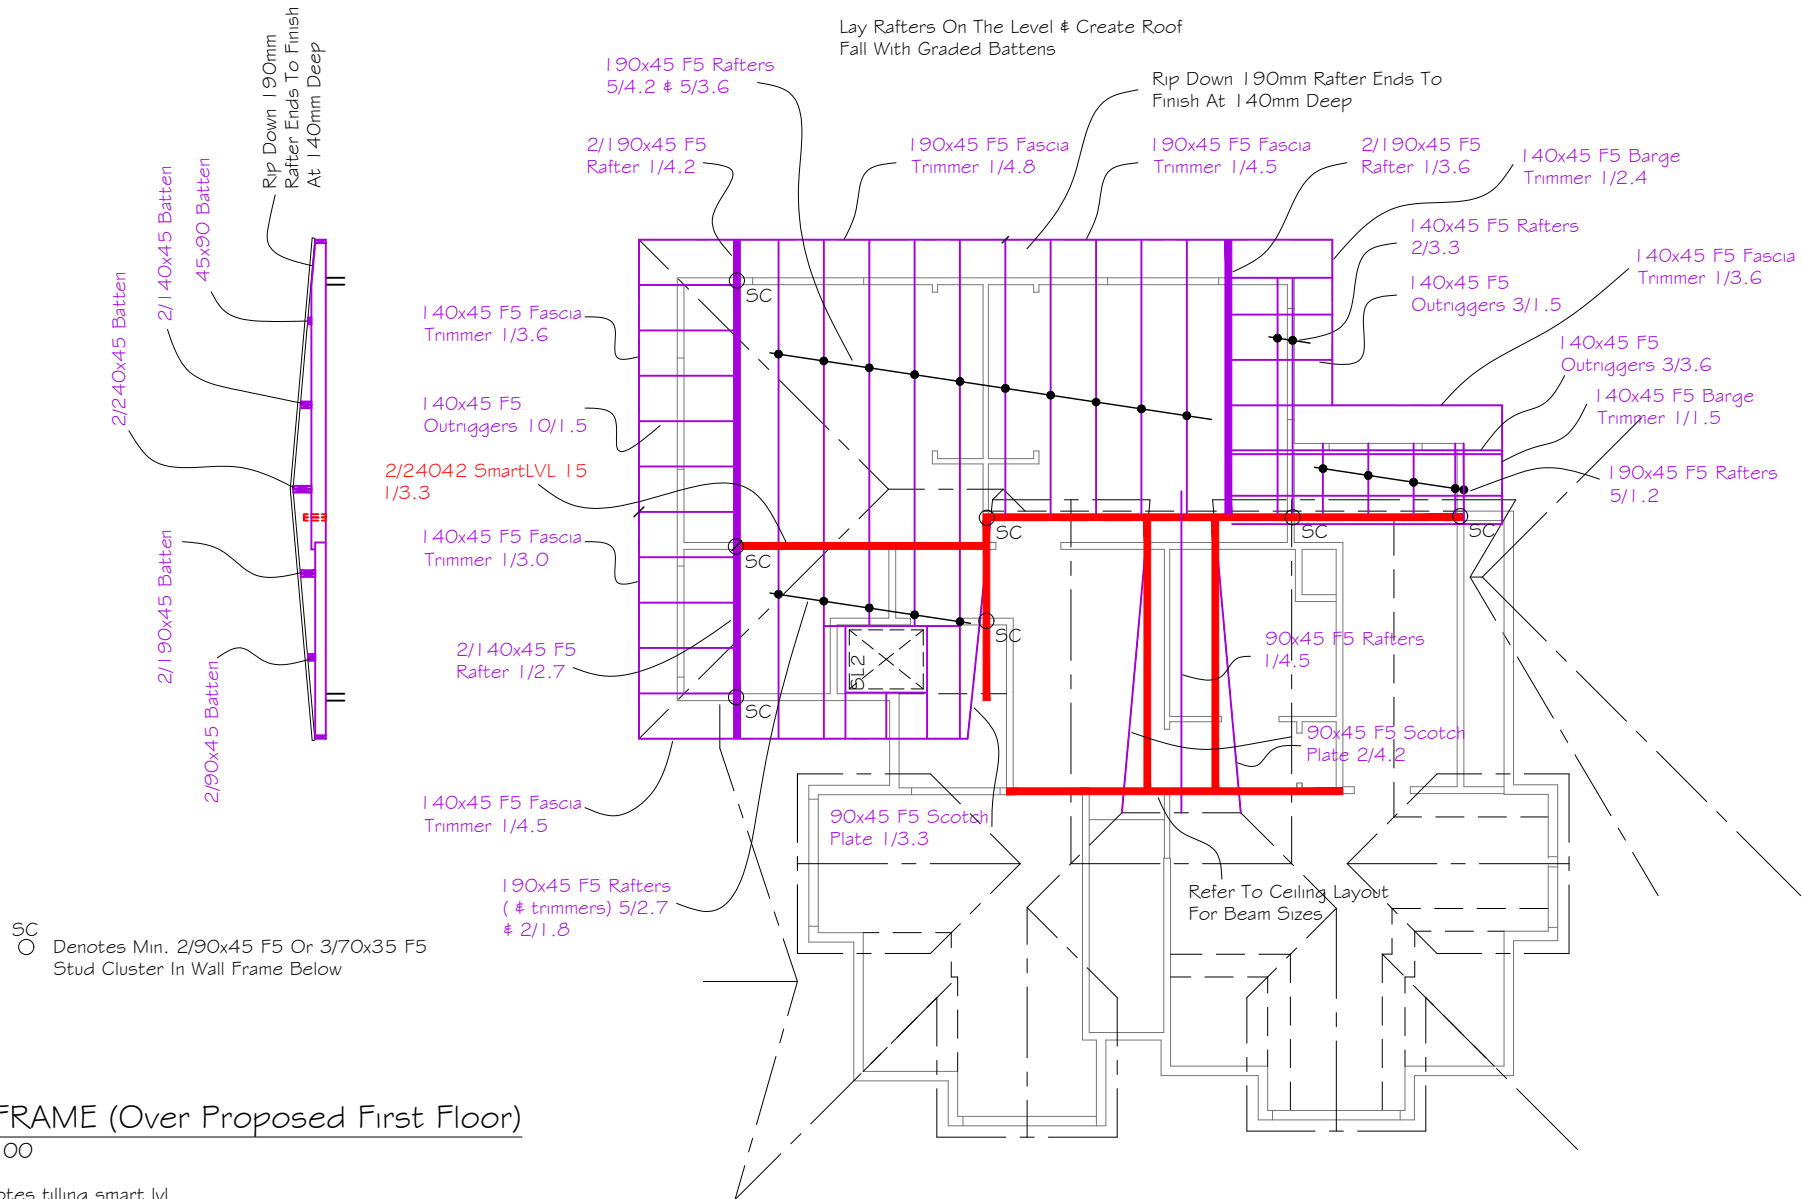 Lay Rafters On The Level & Create Roof
Fall With Graded Battens
190x45 F5 Rafters
5/4.2 & 5/3.6
Rip Down 190mm Rafter Ends To
Finish At 140mm Deep
2/190x45 F5
Rafter 1/4.2
190x45 F5 Fascia
Trimmer 1/4.8
190x45 F5 Fascia
Trimmer 1/4.5
2/190x45 F5
Rafter 1/3.6
140x45 F5 Barge
Trimmer 1/2.4
140x45 F5 Rafters
2/3.3
140x45 F5 Fascia
Trimmer 1/3.6
140x45 F5
Outriggers 3/1.5
140x45 F5
Outriggers 3/3.6
140x45 F5 Barge
Trimmer 1/1.5
190x45 F5 Rafters
5/1.2
Rip Down 190mm
Rafter Ends To Finish
At 140mm Deep
45x90 Batten
2/140x45 Batten
2/240x45 Batten
2/190x45 Batten
2/90x45 Batten
140x45 F5 Fascia
Trimmer 1/3.6
140x45 F5
Outriggers 10/1.5
2/24042 SmartLVL 15
1/3.3
140x45 F5 Fascia
Trimmer 1/3.0
2/140x45 F5
Rafter 1/2.7
140x45 F5 Fascia
Trimmer 1/4.5
190x45 F5 Rafters
( & trimmers) 5/2.7
& 2/1.8
SC
SC
SC
SC
SC
SC
SL2
90x45 F5 Rafters
1/4.5
90x45 F5 Scotch
Plate 2/4.2
90x45 F5 Scotch
Plate 1/3.3
Refer To Ceiling Layout
For Beam Sizes
SC
Denotes Min. 2/90x45 F5 Or 3/70x35 F5
Stud Cluster In Wall Frame Below
FRAME (Over Proposed First Floor)
00
otes tilling smart lvl